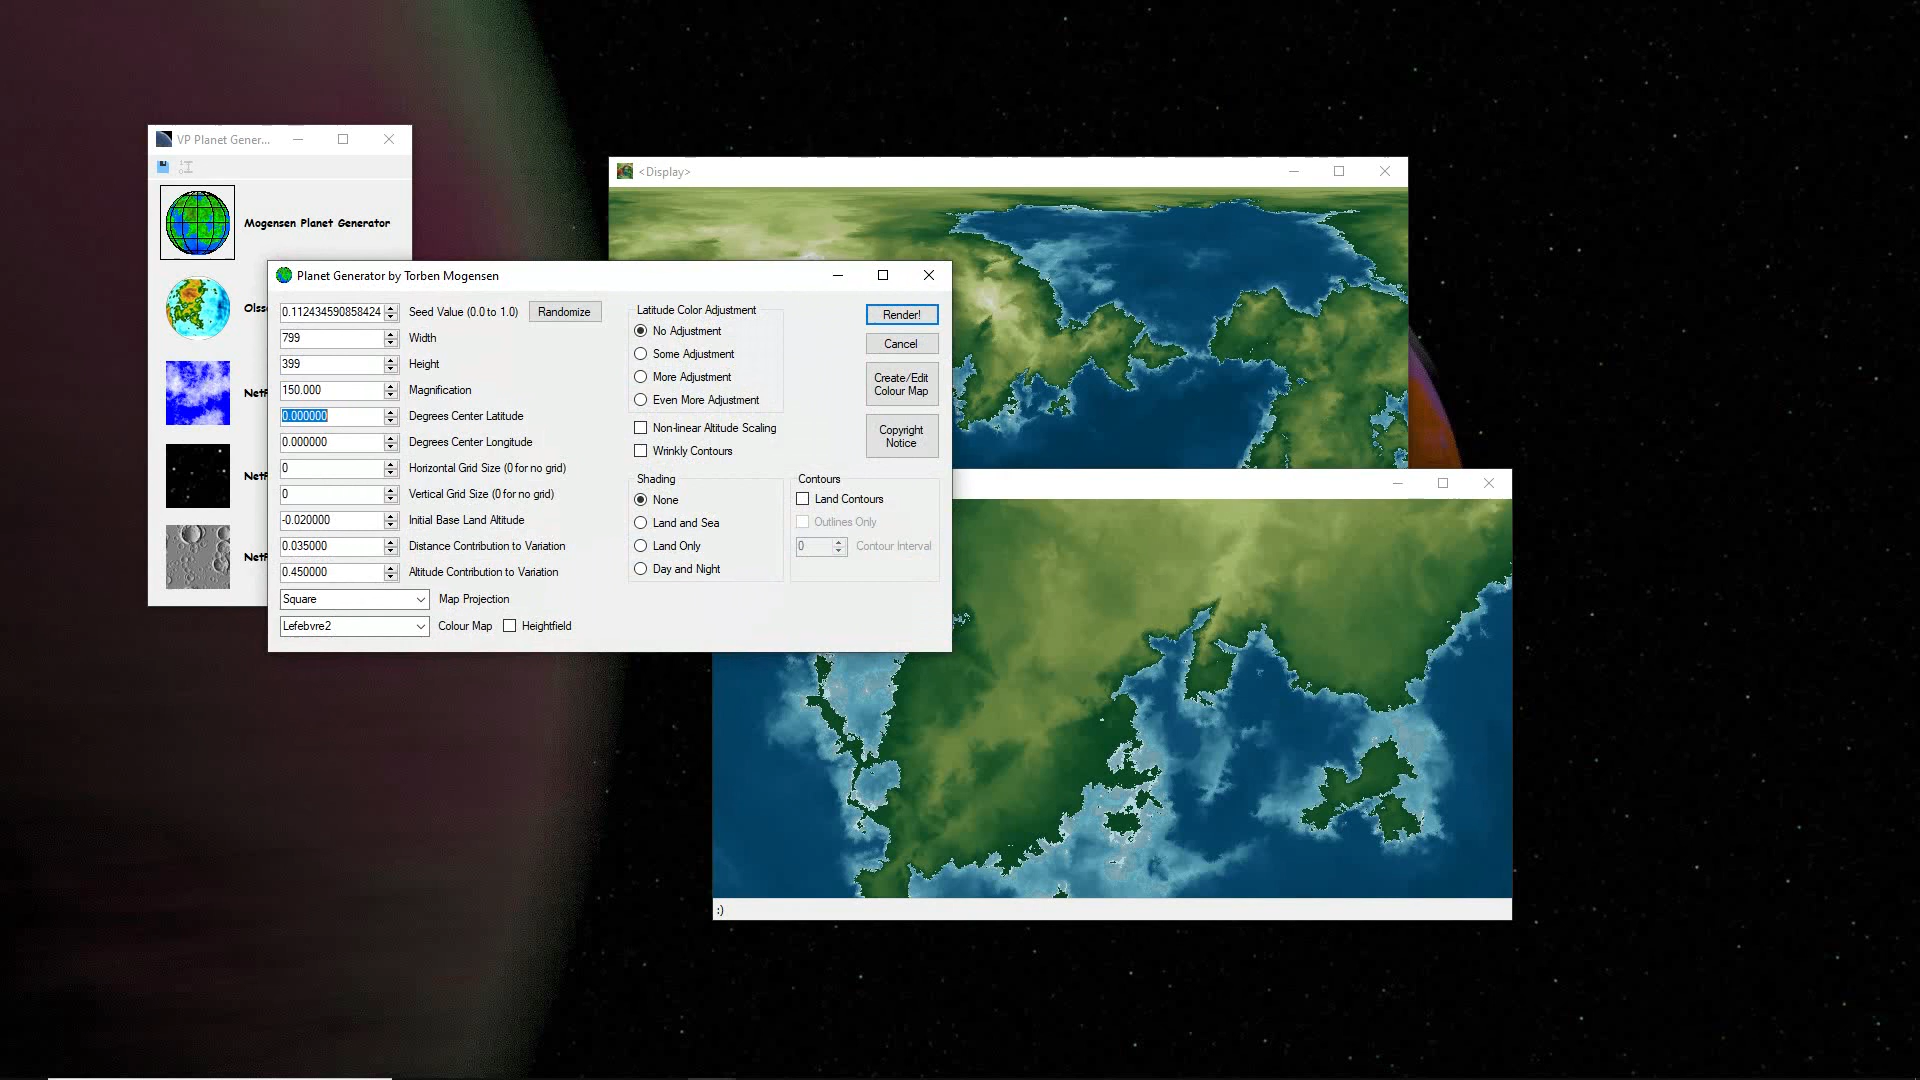 VP Planet Gener...
Mogensen Planet Generator
Olss
Netf
Netf
Netf
<Display>
Planet Generator by Torben Mogensen
0.112434590858424 Seed Value (0.0 to 1.0) Randomize
799 Width
399 Height
150.000 Magnification
0.000000 Degrees Center Latitude
0.000000 Degrees Center Longitude
0 Horizontal Grid Size (0 for no grid)
0 Vertical Grid Size (0 for no grid)
-0.020000 Initial Base Land Altitude
0.035000 Distance Contribution to Variation
0.450000 Altitude Contribution to Variation
Square Map Projection
Lefebvre2 Colour Map Heightfield
Latitude Color Adjustment
No Adjustment
Some Adjustment
More Adjustment
Even More Adjustment
Non-linear Altitude Scaling
Wrinkly Contours
Shading
None
Land and Sea
Land Only
Day and Night
Contours
Land Contours
Outlines Only
0 Contour Interval
Render!
Cancel
Create/Edit
Colour Map
Copyright
Notice
:)